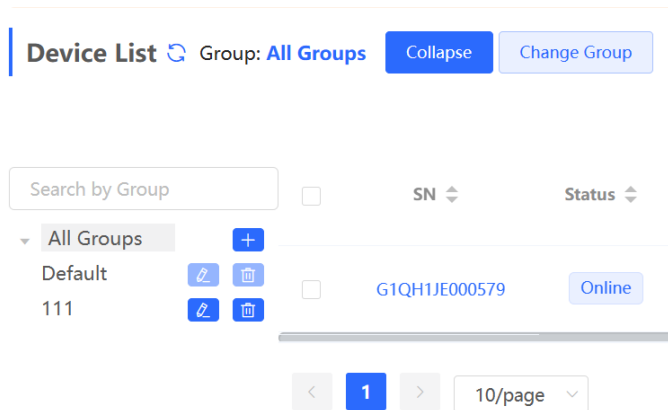 Device List Group: All Groups Collapse Change Group
Search by Group
SN Status
All Groups
Default
111
G1QH1JE000579 Online
1 10/page